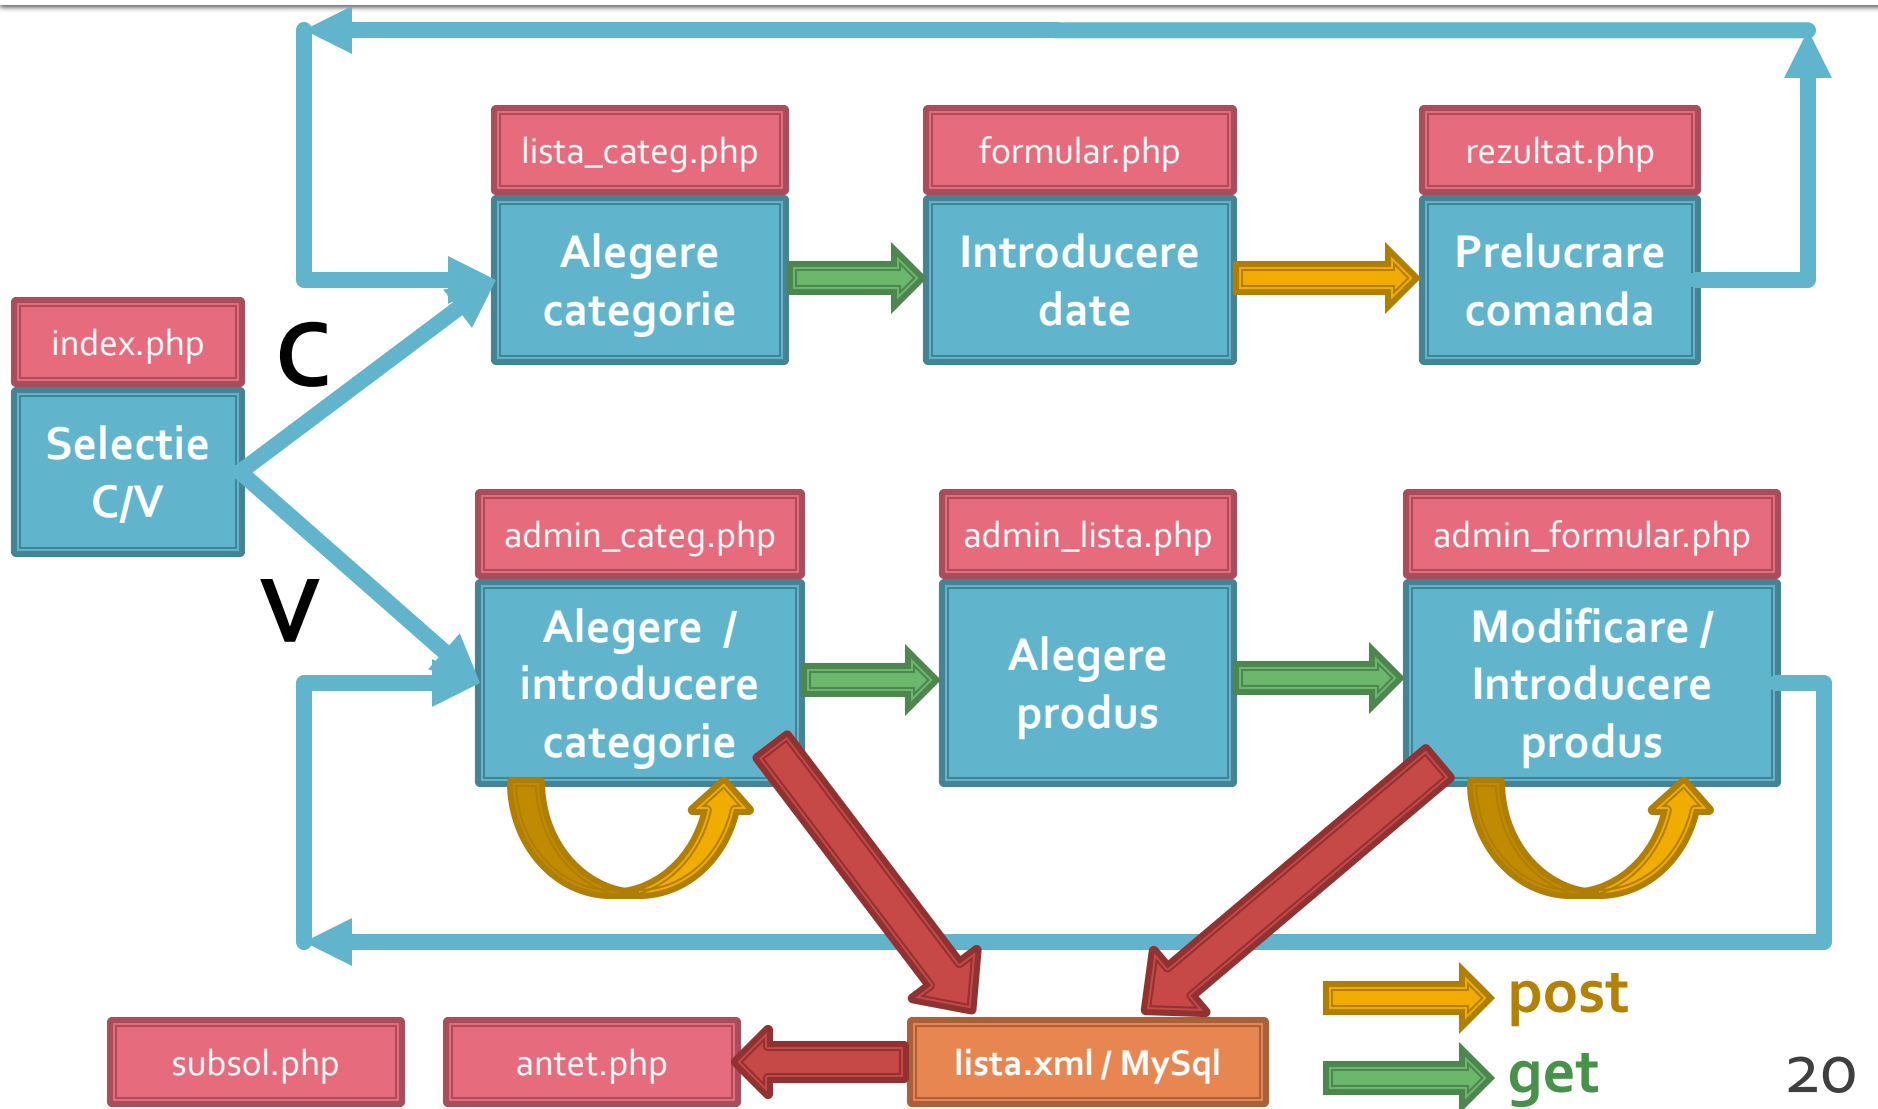 lista_categ.php
Alegere
categorie
formular.php
Introducere
date
rezultat.php
Prelucrare
comanda
index.php
Selectie
C/V
C
V
admin_categ.php
Alegere /
introducere
categorie
admin_lista.php
Alegere
produs
admin_formular.php
Modificare /
Introducere
produs
subsol.php
antet.php
lista.xml / MySql
post
get
20